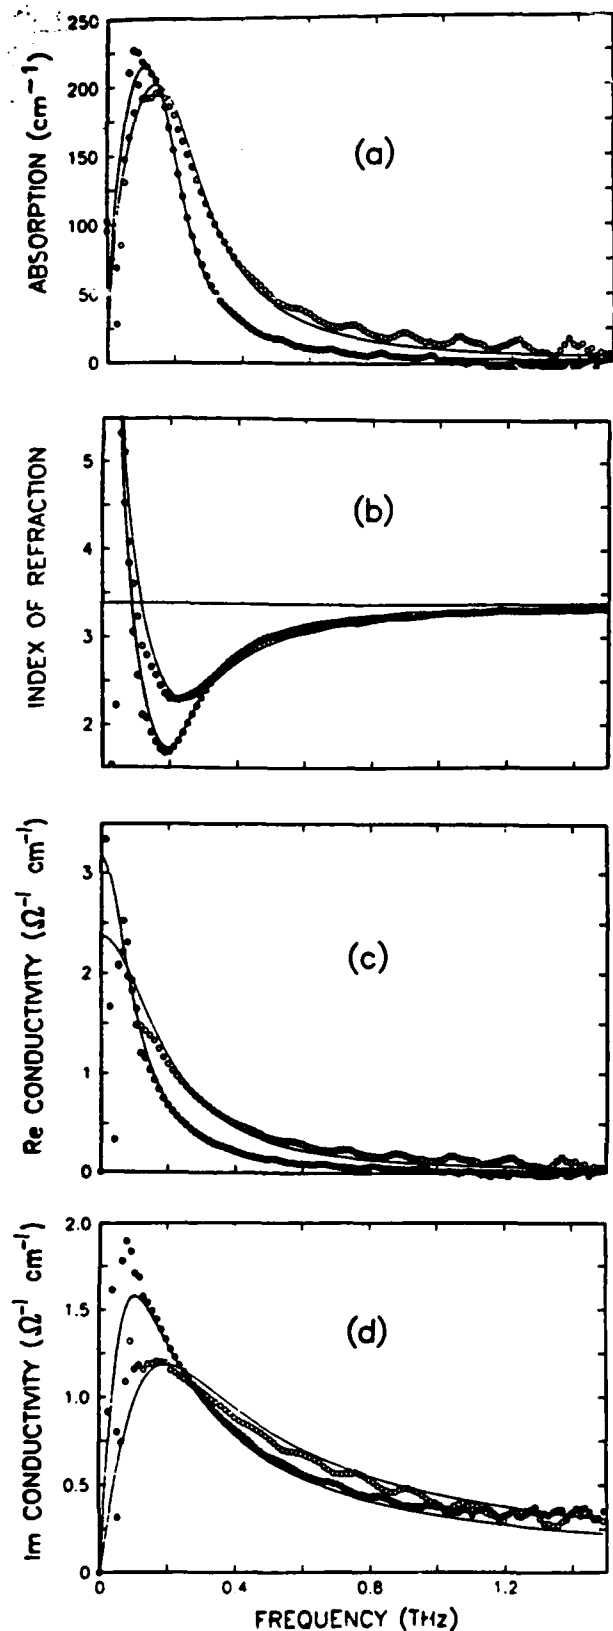 250
200
150
100
50
0
ABSORPTION (cm⁻¹)
(a)
5
4
3
2
INDEX OF REFRACTION
(b)
3
2
1
0
Re CONDUCTIVITY (Ω⁻¹ cm⁻¹)
(c)
2.0
1.5
1.0
0.5
0
Im CONDUCTIVITY (Ω⁻¹ cm⁻¹)
(d)
0 0.4 0.8 1.2
FREQUENCY (THz)